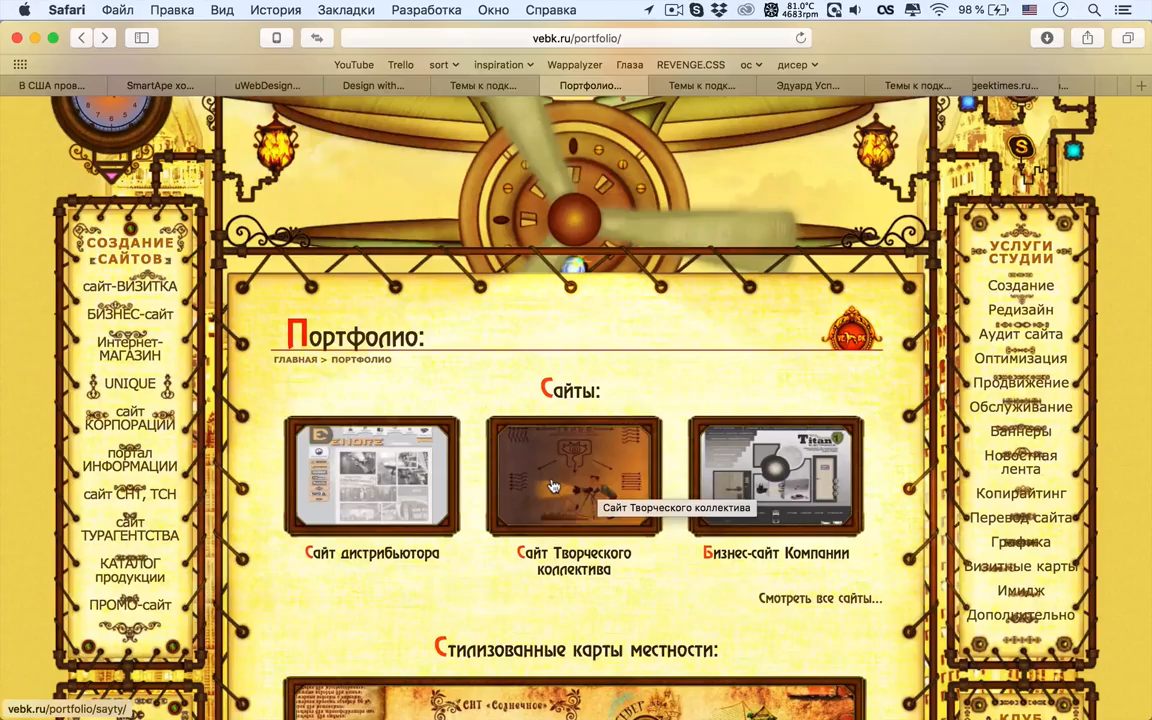 Safari Файл Правка Вид История Закладки Разработка Окно Справка
81.0°C
4683rpm
98 %
vebk.ru/portfolio/
YouTube Trello sort inspiration Wappalyzer Глаза REVENGE.CSS ос дисер
В США пров... SmartApe хо... uWebDesign... Design with... Темы к подк... Портфолио... Темы к подк... Эдуард Усп... Темы к подк... geektimes.ru...
S
СОЗДАНИЕ
САЙТОВ
сайт-ВИЗИТКА
БИЗНЕС-сайт
Интернет-
МАГАЗИН
UNIQUE
сайт
КОРПОРАЦИИ
портал
ИНФОРМАЦИИ
сайт СНТ, ТСН
сайт
ТУРАГЕНТСТВА
КАТАЛОГ
продукции
ПРОМО-сайт
Портфолио:
ГЛАВНАЯ > ПОРТФОЛИО
Сайты:
Titan
Сайт Творческого коллектива
Сайт дистрибьютора
Сайт Творческого
коллектива
Бизнес-сайт Компании
Смотреть все сайты...
Стилизованные карты местности:
СНТ «Солнечное»
УСЛУГИ
СТУДИИ
Создание
Редизайн
Аудит сайта
Оптимизация
Продвижение
Обслуживание
Баннеры
Новостная
лента
Копирайтинг
Перевод сайта
Графика
Визитные карты
Имидж
Дополнительно
КЛУБ
vebk.ru/portfolio/sayty/